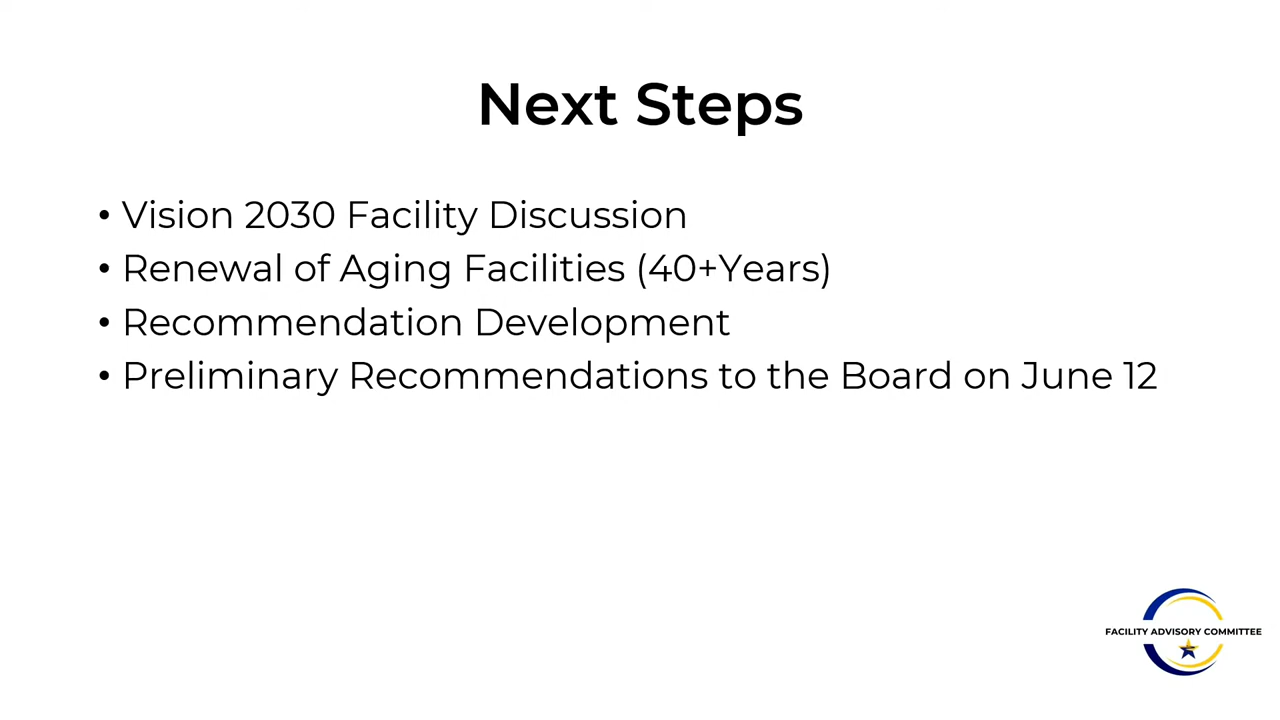 Next Steps
• Vision 2030 Facility Discussion
• Renewal of Aging Facilities (40+Years)
• Recommendation Development
• Preliminary Recommendations to the Board on June 12
FACILITY ADVISORY COMMITTEE